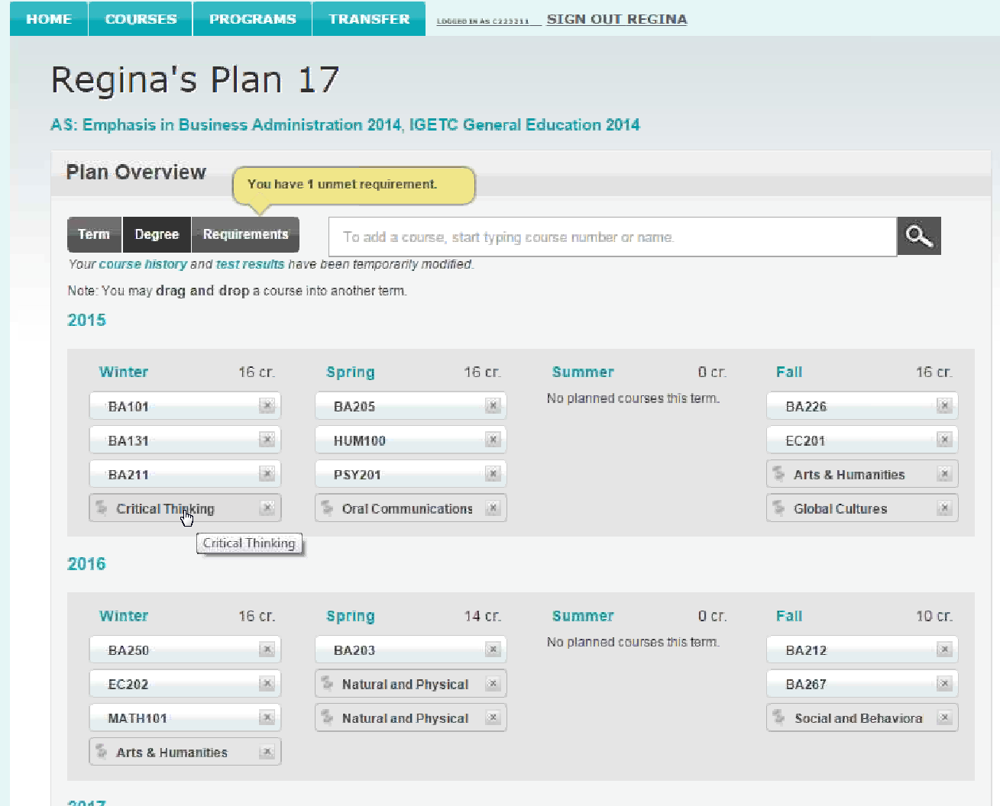 HOME COURSES PROGRAMS TRANSFER LOGGED IN AS C223311 SIGN OUT REGINA
Regina's Plan 17
AS: Emphasis in Business Administration 2014, IGETC General Education 2014
Plan Overview
You have 1 unmet requirement.
Term Degree Requirements To add a course, start typing course number or name.
Your course history and test results have been temporarily modified.
Note: You may drag and drop a course into another term.
2015
Winter 16 cr. Spring 16 cr. Summer 0 cr. Fall 16 cr.
BA101 BA205 No planned courses this term. BA226
BA131 HUM100 EC201
BA211 PSY201 Arts & Humanities
Critical Thinking Oral Communications Global Cultures
Critical Thinking
2016
Winter 16 cr. Spring 14 cr. Summer 0 cr. Fall 10 cr.
BA250 BA203 No planned courses this term. BA212
EC202 Natural and Physical BA267
MATH101 Natural and Physical Social and Behaviora
Arts & Humanities
2017